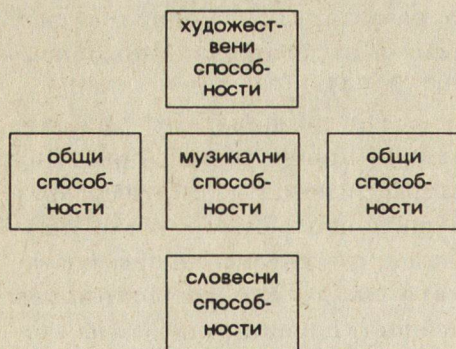 художест-
вени
способ-
ности
общи
способ-
ности
музикални
способ-
ности
общи
способ-
ности
словесни
способ-
ности